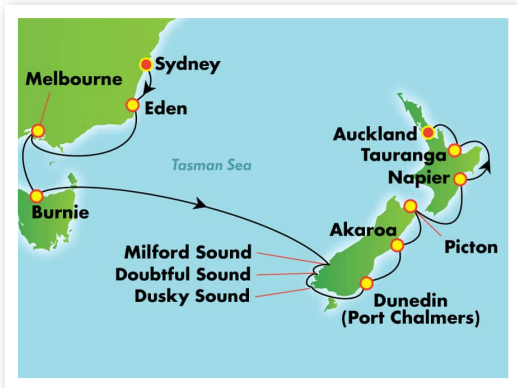 Sydney
Melbourne
Eden
Auckland
Tauranga
Tasman Sea
Napier
Burnie
Akaroa
Picton
Milford Sound
Doubtful Sound
Dusky Sound
Dunedin
(Port Chalmers)